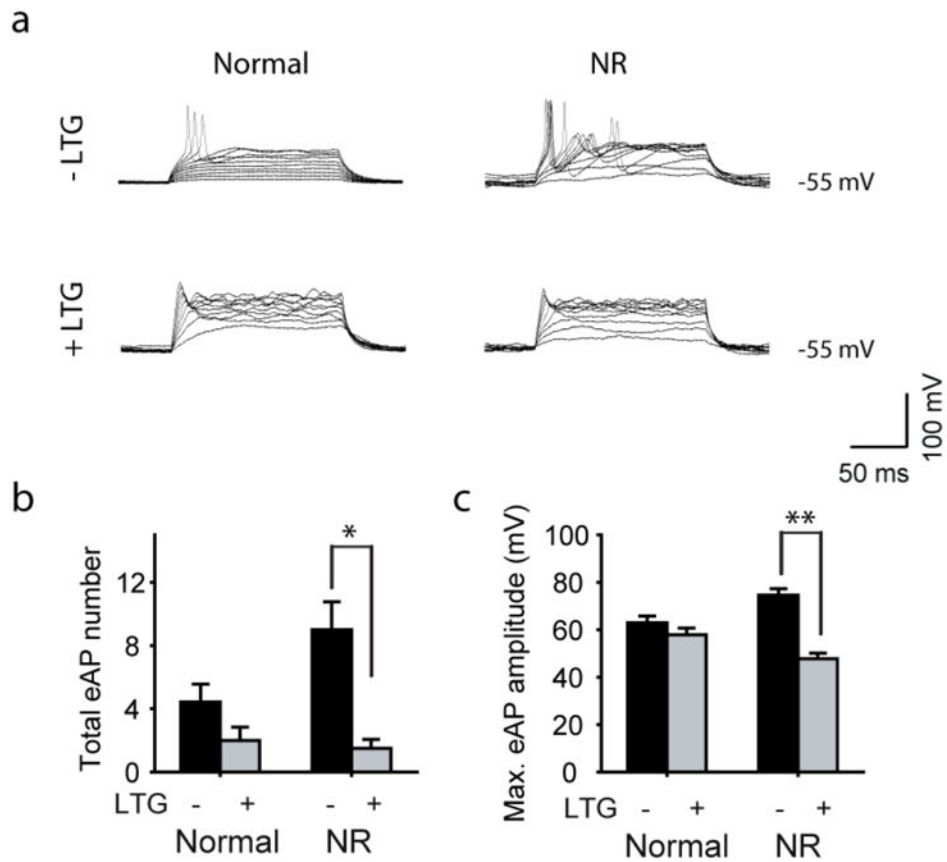 a
Normal NR
- LTG
-55 mV
+ LTG
-55 mV
100 mV
50 ms
b
Total eAP number
12
8
4
0
*
LTG - + - +
Normal NR
c
Max. eAP amplitude (mV)
100
80
60
40
20
0
**
LTG - + - +
Normal NR